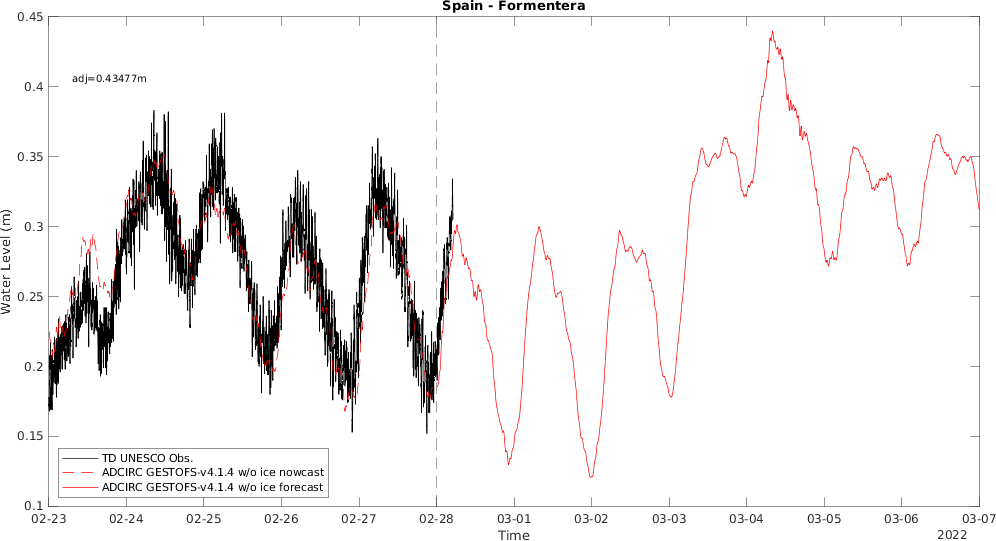 Spain - Formentera
0.45
adj=0.43477m
0.4
0.35
0.3
0.25
0.2
0.15
0.1
Water Level (m)
TD UNESCO Obs.
ADCIRC GESTOFS-v4.1.4 w/o ice nowcast
ADCIRC GESTOFS-v4.1.4 w/o ice forecast
02-23 02-24 02-25 02-26 02-27 02-28 03-01 03-02 03-03 03-04 03-05 03-06 03-07
Time
2022